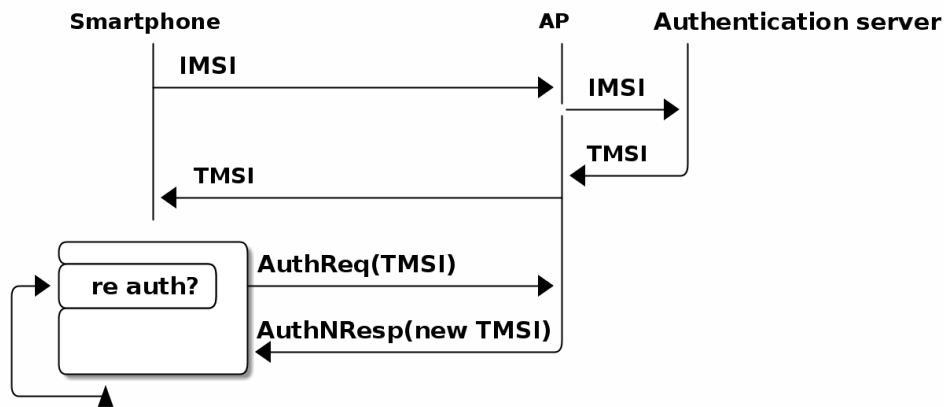 Smartphone AP Authentication server
IMSI
IMSI
TMSI
TMSI
AuthReq(TMSI)
re auth?
AuthNResp(new TMSI)